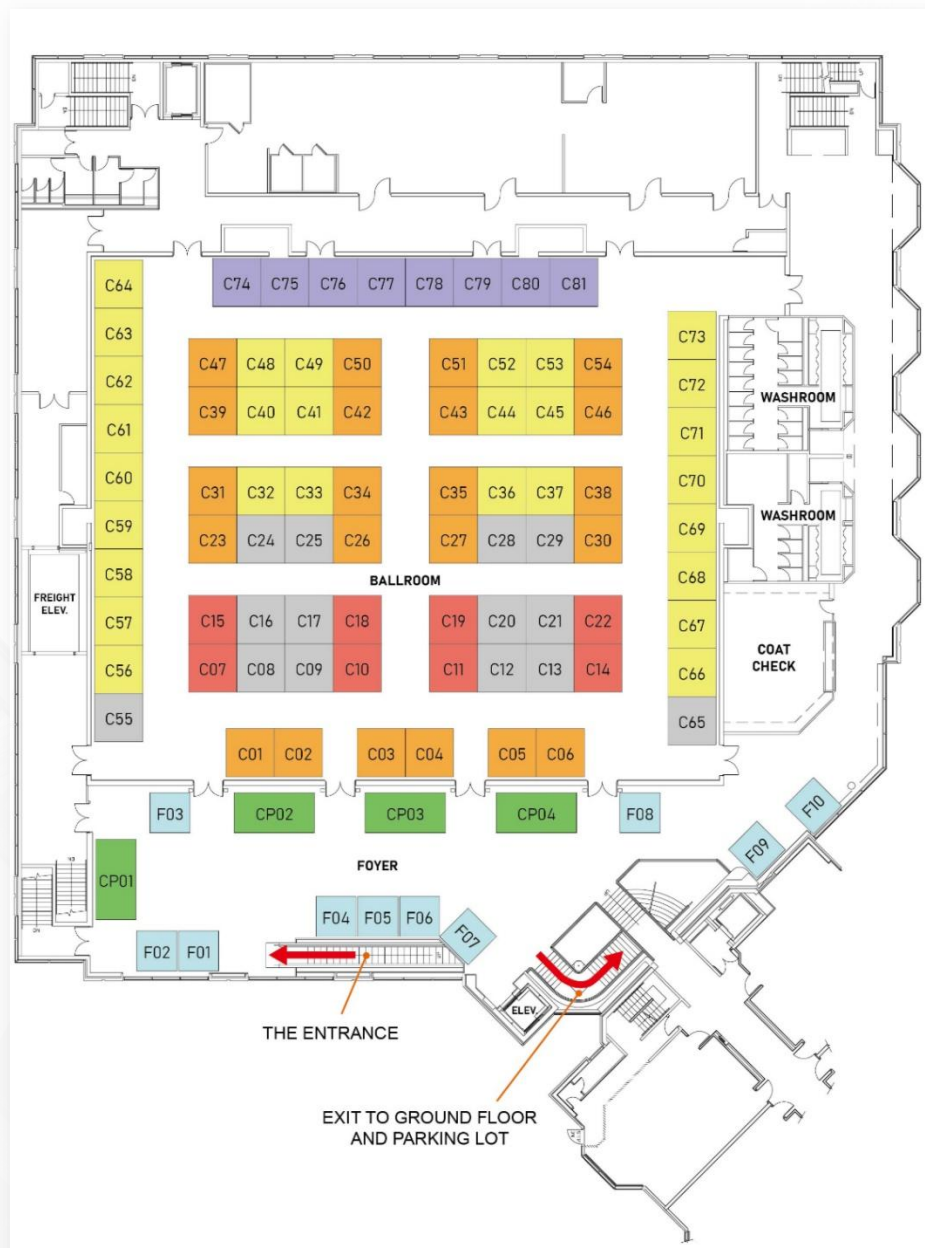 C64 C74 C75 C76 C77 C78 C79 C80 C81
C63 C73
C47 C48 C49 C50 C51 C52 C53 C54
C62 C72
C39 C40 C41 C42 C43 C44 C45 C46
WASHROOM
C61 C71
C60 C70
C31 C32 C33 C34 C35 C36 C37 C38
C59 C69
WASHROOM
C23 C24 C25 C26 C27 C28 C29 C30
C58 C68
BALLROOM
FREIGHT
ELEV.
C57 C67
C15 C16 C17 C18 C19 C20 C21 C22
COAT
CHECK
C56 C66
C07 C08 C09 C10 C11 C12 C13 C14
C55 C65
C01 C02 C03 C04 C05 C06
F03 CP02 CP03 CP04 F08 F10
F09
FOYER
CP01
F04 F05 F06
F07
F02 F01
ELEV.
THE ENTRANCE
EXIT TO GROUND FLOOR
AND PARKING LOT